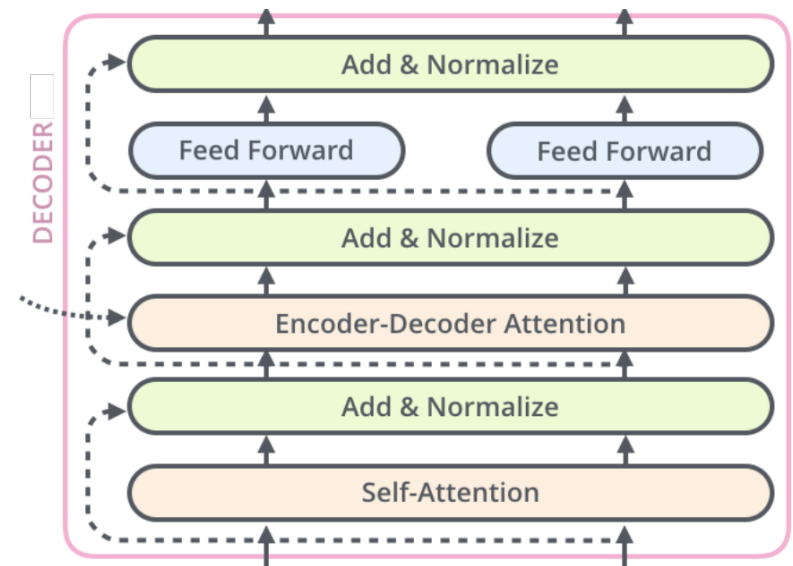 DECODER
Add & Normalize
Feed Forward
Feed Forward
Add & Normalize
Encoder-Decoder Attention
Add & Normalize
Self-Attention